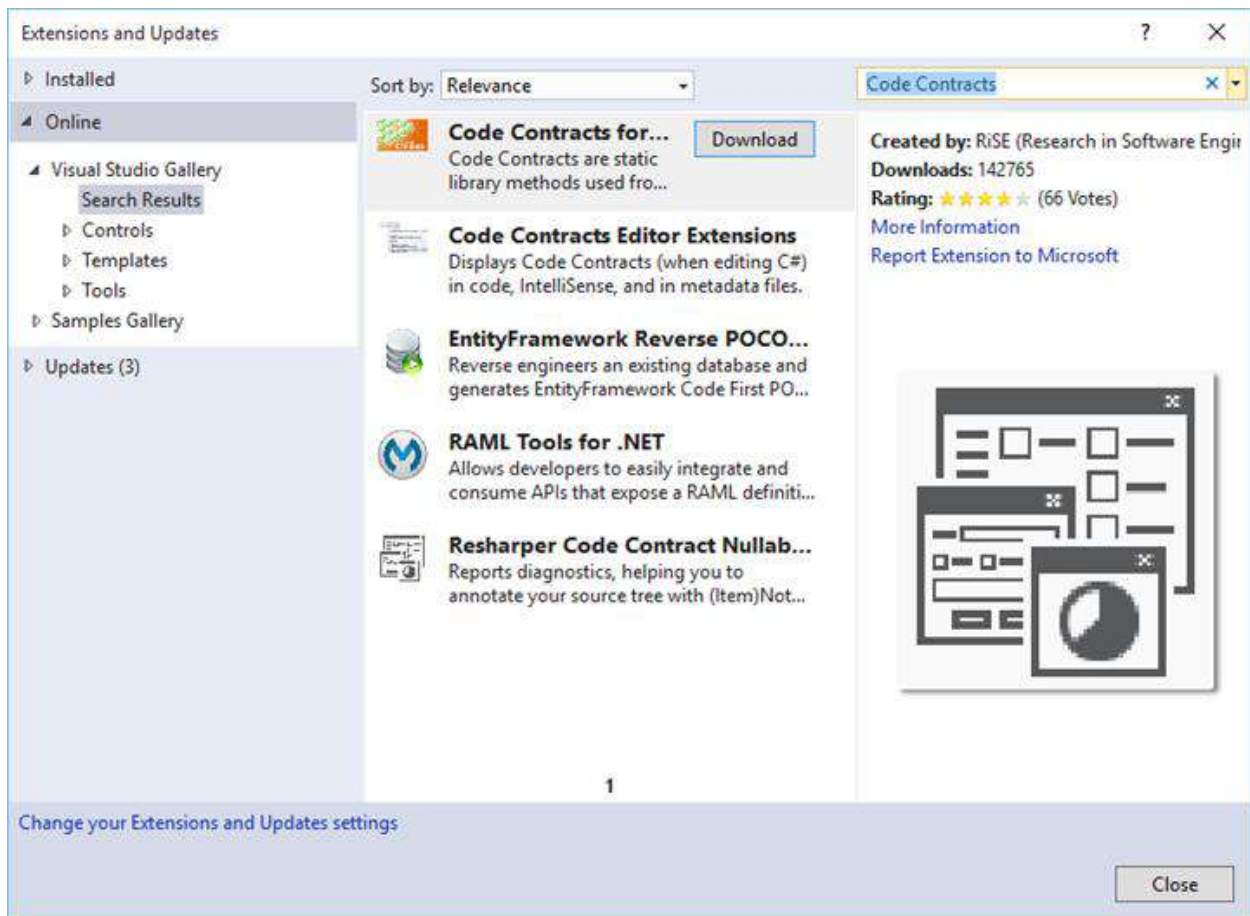 Extensions and Updates
?
Installed
Online
Visual Studio Gallery
Search Results
Controls
Templates
Tools
Samples Gallery
Updates (3)
Sort by: Relevance
Code Contracts for...
Download
Code Contracts are static
library methods used fro...
Code Contracts Editor Extensions
Displays Code Contracts (when editing C#)
in code, IntelliSense, and in metadata files.
EntityFramework Reverse POCO...
Reverse engineers an existing database and
generates EntityFramework Code First PO...
RAML Tools for .NET
Allows developers to easily integrate and
consume APIs that expose a RAML definiti...
Resharper Code Contract Nullab...
Reports diagnostics, helping you to
annotate your source tree with (Item)Not...
1
Code Contracts
Created by: RiSE (Research in Software Engir
Downloads: 142765
Rating: (66 Votes)
More Information
Report Extension to Microsoft
Change your Extensions and Updates settings
Close